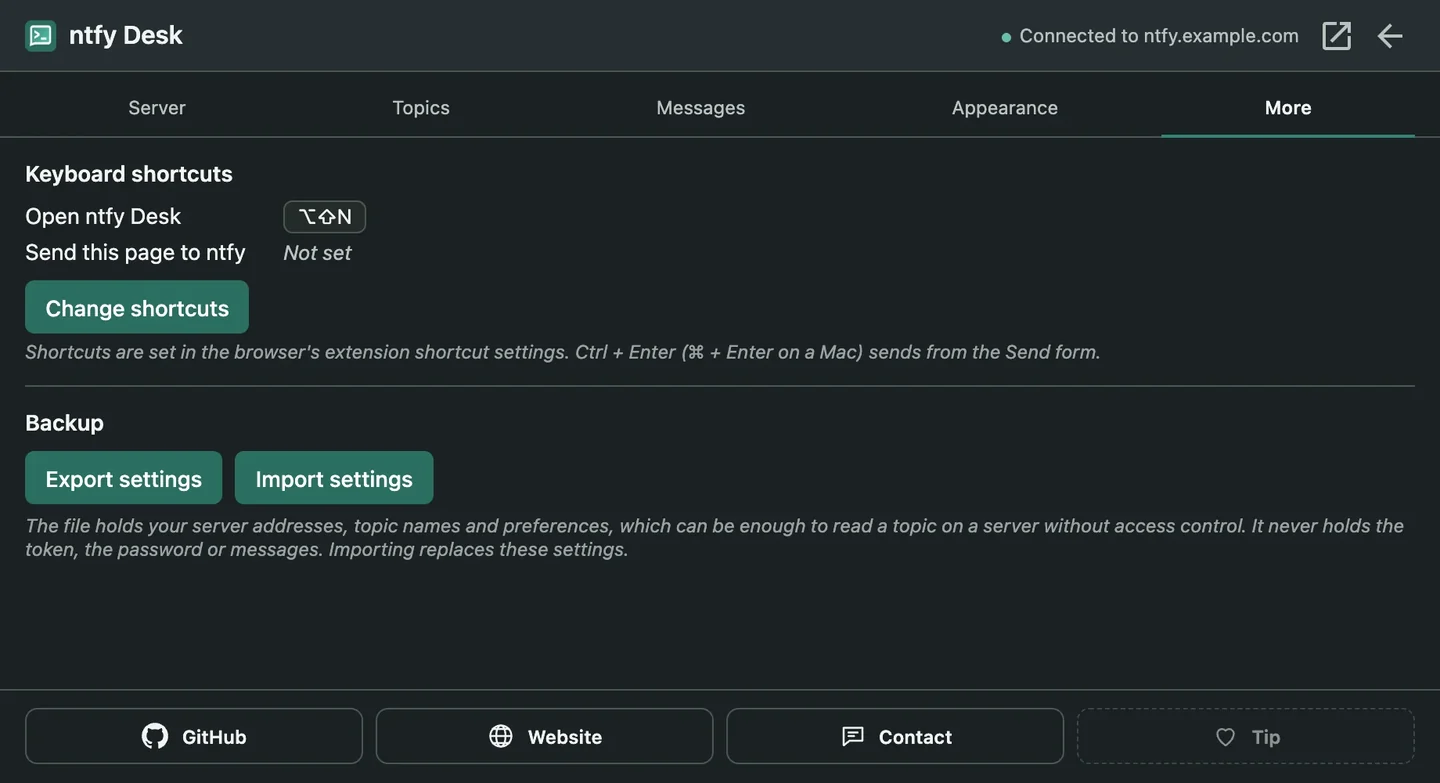 ntfy Desk
Connected to ntfy.example.com
Server
Topics
Messages
Appearance
More
Keyboard shortcuts
Open ntfy Desk ⌥⇧N
Send this page to ntfy Not set
Change shortcuts
Shortcuts are set in the browser's extension shortcut settings. Ctrl + Enter (⌘ + Enter on a Mac) sends from the Send form.
Backup
Export settings
Import settings
The file holds your server addresses, topic names and preferences, which can be enough to read a topic on a server without access control. It never holds the
token, the password or messages. Importing replaces these settings.
GitHub
Website
Contact
Tip